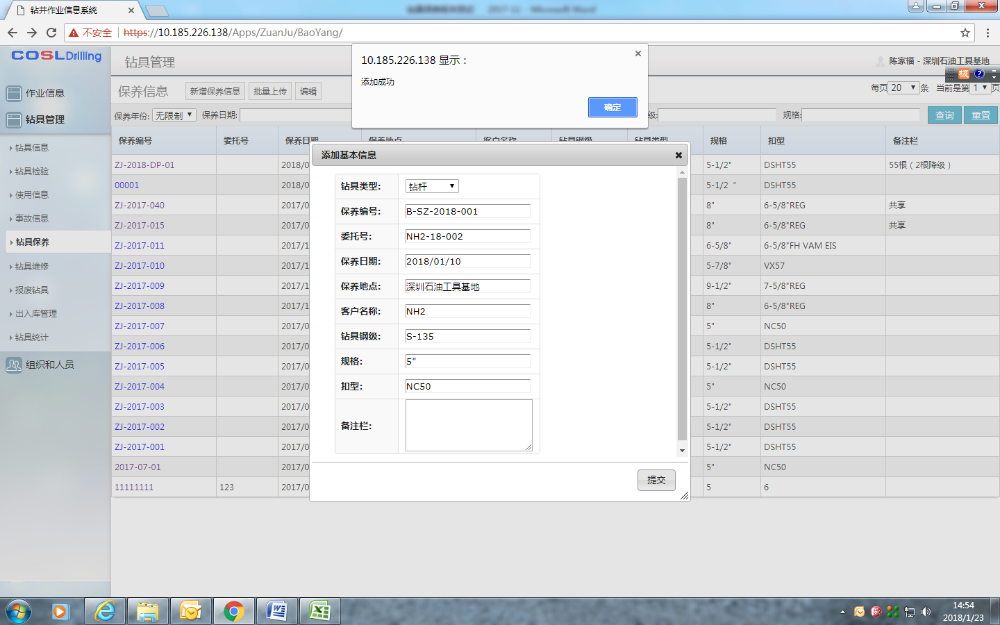 钻井作业信息系统
不安全 https://10.185.226.138/Apps/ZuanJu/BaoYang/
COSL Drilling
钻具管理
陈家福 - 深圳石油工具基地
10.185.226.138 显示：
添加成功
确定
作业信息
钻具管理
钻具信息
钻具检验
使用信息
事故信息
钻具保养
钻具维修
报废钻具
出入库管理
钻具统计
组织和人员
保养信息 新增保养信息 批量上传 编辑
每页 20 条 当前是第 1 页
保养年份: 无限制 保养日期: 级: 规格: 查询 重置
保养编号 委托号 保养日期 保养地点 客户名称 钻具钢级 钻具类型 规格 扣型 备注栏
ZJ-2018-DP-01 2018/0 5-1/2" DSHT55 55根（2根降级）
00001 2018/0 5-1/2 “ DSHT55
ZJ-2017-040 2017/0 8" 6-5/8"REG 共享
ZJ-2017-015 2017/0 8" 6-5/8"REG 共享
ZJ-2017-011 2017/1 6-5/8" 6-5/8"FH VAM EIS
ZJ-2017-010 2017/1 5-7/8" VX57
ZJ-2017-009 2017/1 9-1/2" 7-5/8"REG
ZJ-2017-008 2017/1 8" 6-5/8"REG
ZJ-2017-007 2017/0 5" NC50
ZJ-2017-006 2017/0 5-1/2" DSHT55
ZJ-2017-005 2017/0 5-1/2" DSHT55
ZJ-2017-004 2017/0 5" NC50
ZJ-2017-003 2017/0 5-1/2" DSHT55
ZJ-2017-002 2017/0 5-1/2" DSHT55
ZJ-2017-001 2017/0 5-1/2" DSHT55
2017-07-01 2017/0 5" NC50
11111111 123 2017/0 5 6
添加基本信息
钻具类型: 钻杆
保养编号: B-SZ-2018-001
委托号: NH2-18-002
保养日期: 2018/01/10
保养地点: 深圳石油工具基地
客户名称: NH2
钻具钢级: S-135
规格: 5"
扣型: NC50
备注栏:
提交
14:54
2018/1/23